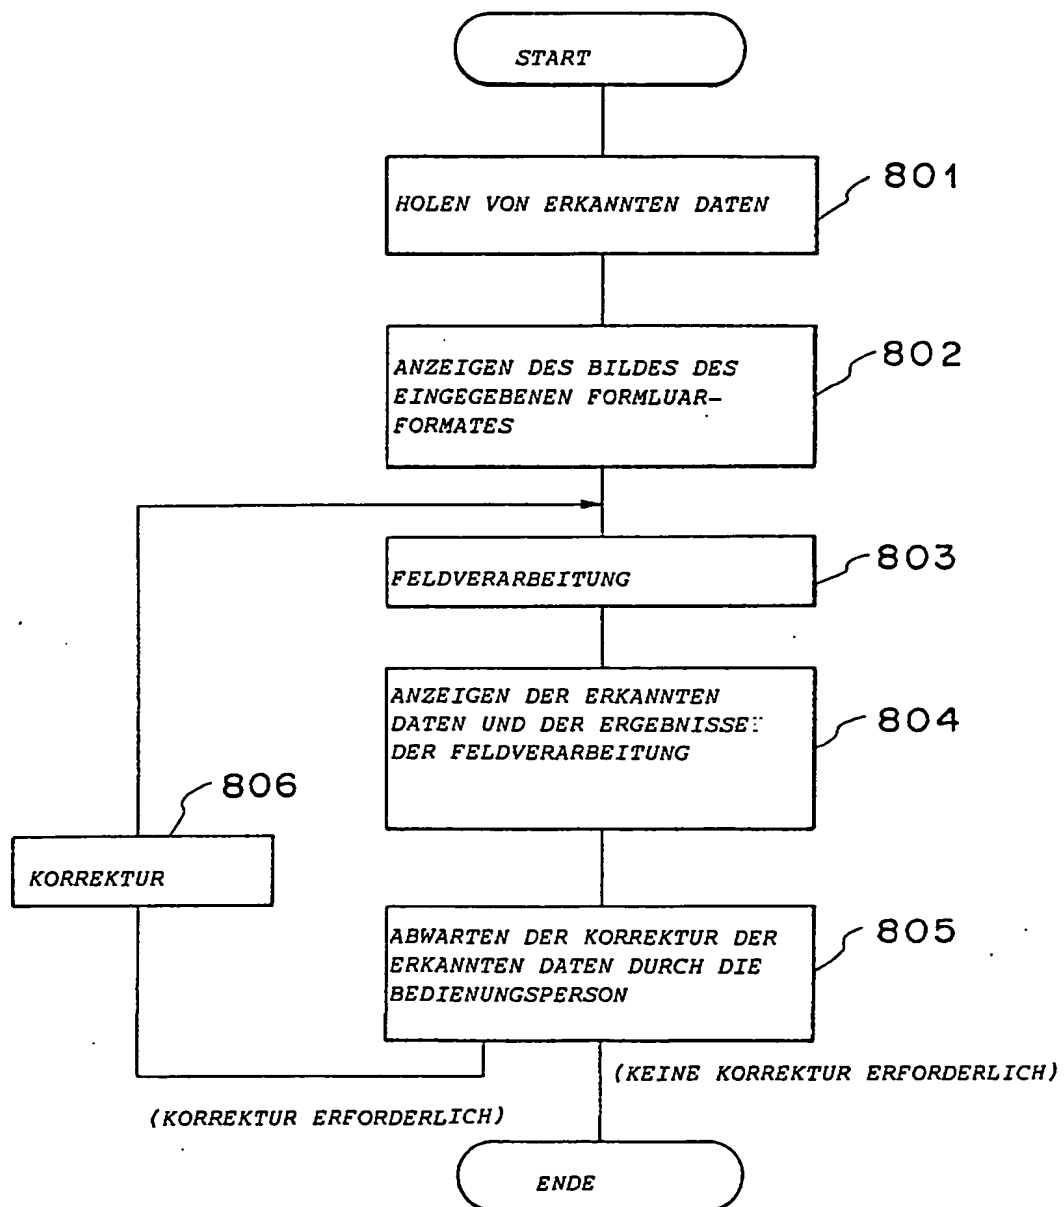 START
HOLEN VON ERKANNTEN DATEN
801
ANZEIGEN DES BILDES DES
EINGEGEBENEN FORMLUAR-
FORMATES
802
FELDVERARBEITUNG
803
ANZEIGEN DER ERKANNTEN
DATEN UND DER ERGEBNISSE
DER FELDVERARBEITUNG
804
806
KORREKTUR
ABWARTEN DER KORREKTUR DER
ERKANNTEN DATEN DURCH DIE
BEDIENUNGSPERSON
805
(KEINE KORREKTUR ERFORDERLICH)
(KORREKTUR ERFORDERLICH)
ENDE